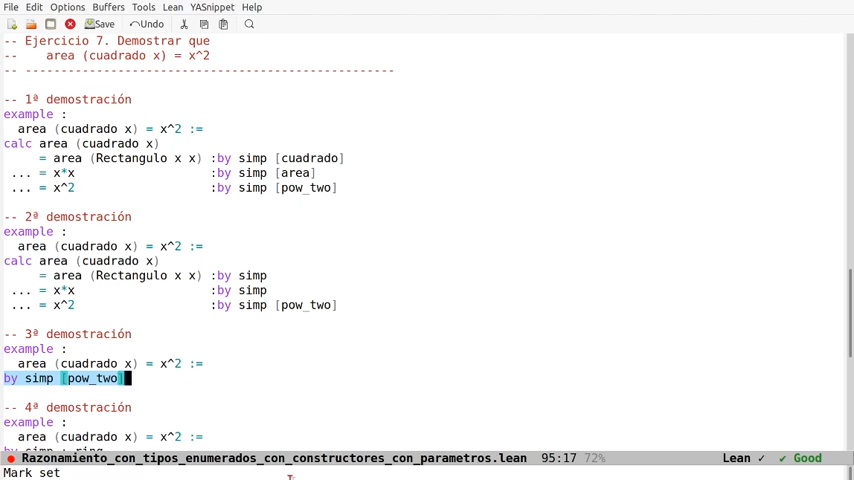 File Edit Options Buffers Tools Lean YASnippet Help
Save Undo
-- Ejercicio 7. Demostrar que
--    area (cuadrado x) = x^2
-- ---------------------------------------------------
-- 1ª demostración
example :
  area (cuadrado x) = x^2 :=
calc area (cuadrado x)
     = area (Rectangulo x x) :by simp [cuadrado]
 ... = x*x                   :by simp [area]
 ... = x^2                   :by simp [pow_two]
-- 2ª demostración
example :
  area (cuadrado x) = x^2 :=
calc area (cuadrado x)
     = area (Rectangulo x x) :by simp
 ... = x*x                   :by simp
 ... = x^2                   :by simp [pow_two]
-- 3ª demostración
example :
  area (cuadrado x) = x^2 :=
by simp [pow_two]
-- 4ª demostración
example :
  area (cuadrado x) = x^2 :=
by simp ; ring
Razonamiento_con_tipos_enumerados_con_constructores_con_parametros.lean 95:17 72% Lean ✓ ✔ Good
Mark set